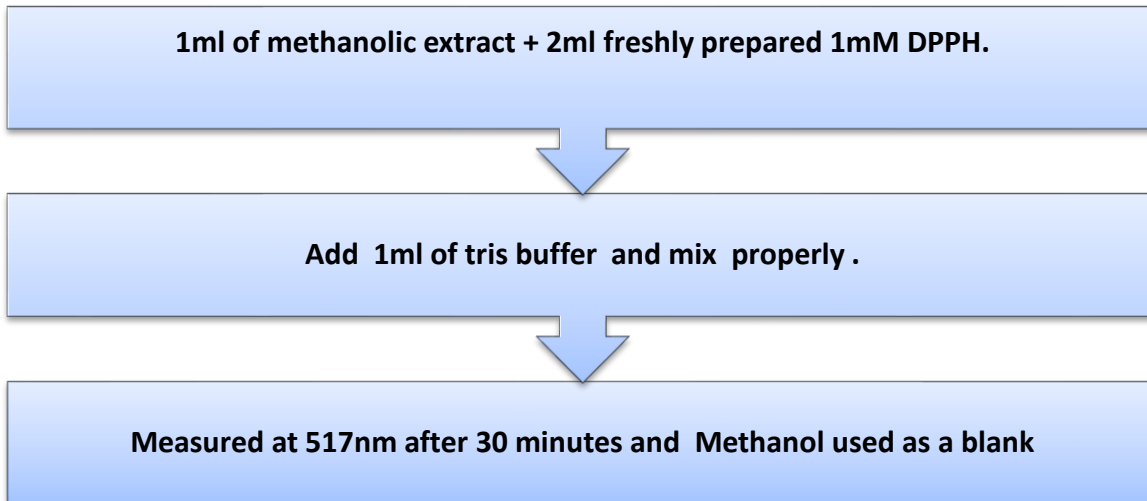 1ml of methanolic extract + 2ml freshly prepared 1mM DPPH.
Add 1ml of tris buffer and mix properly .
Measured at 517nm after 30 minutes and Methanol used as a blank